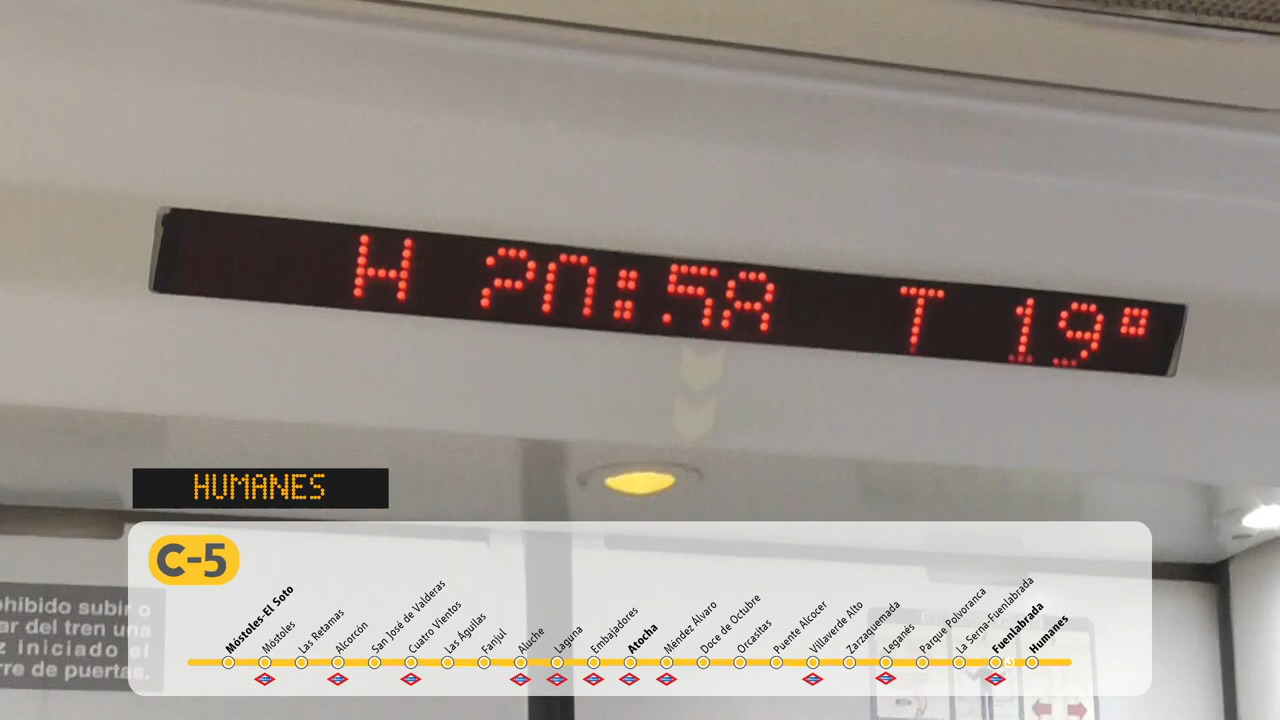 H 20:58 T 19°
HUMANES
C-5
Móstoles-El Soto
Móstoles
Las Retamas
Alcorcón
San José de Valderas
Cuatro Vientos
Las Águilas
Fanjul
Aluche
Laguna
Embajadores
Atocha
Méndez Álvaro
Doce de Octubre
Orcasitas
Puente Alcocer
Villaverde Alto
Zarzaquemada
Leganés
Parque Polvoranca
La Serna-Fuenlabrada
Fuenlabrada
Humanes
ohibido subir o
ar del tren una
z Iniciado el
rre de puertas.